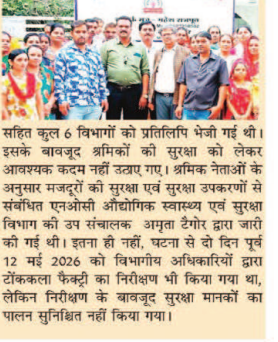 सहित कुल 6 विभागों को प्रतिलिपि भेजी गई थी।
इसके बावजूद श्रमिकों की सुरक्षा को लेकर
आवश्यक कदम नहीं उठाए गए। श्रमिक नेताओं के
अनुसार मजदूरों की सुरक्षा एवं सुरक्षा उपकरणों से
संबंधित एनओसी औद्योगिक स्वास्थ्य एवं सुरक्षा
विभाग की उप संचालक अमृता टैगोर द्वारा जारी
की गई थी। इतना ही नहीं, घटना से दो दिन पूर्व
12 मई 2026 को विभागीय अधिकारियों द्वारा
टोंककला फैक्ट्री का निरीक्षण भी किया गया था,
लेकिन निरीक्षण के बावजूद सुरक्षा मानकों का
पालन सुनिश्चित नहीं किया गया।